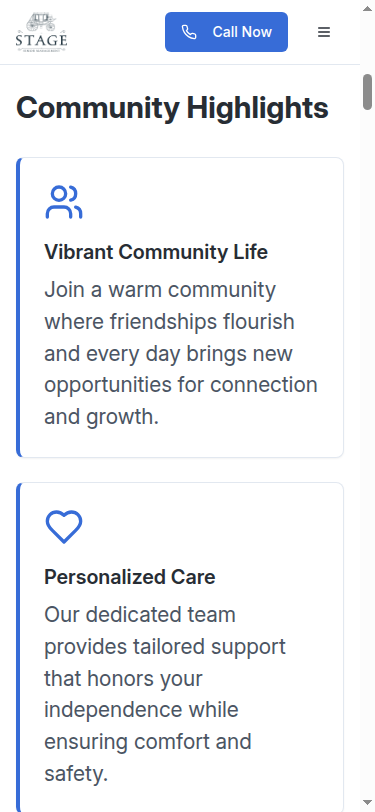 STAGE
Call Now
Community Highlights
Vibrant Community Life
Join a warm community
where friendships flourish
and every day brings new
opportunities for connection
and growth.
Personalized Care
Our dedicated team
provides tailored support
that honors your
independence while
ensuring comfort and
safety.